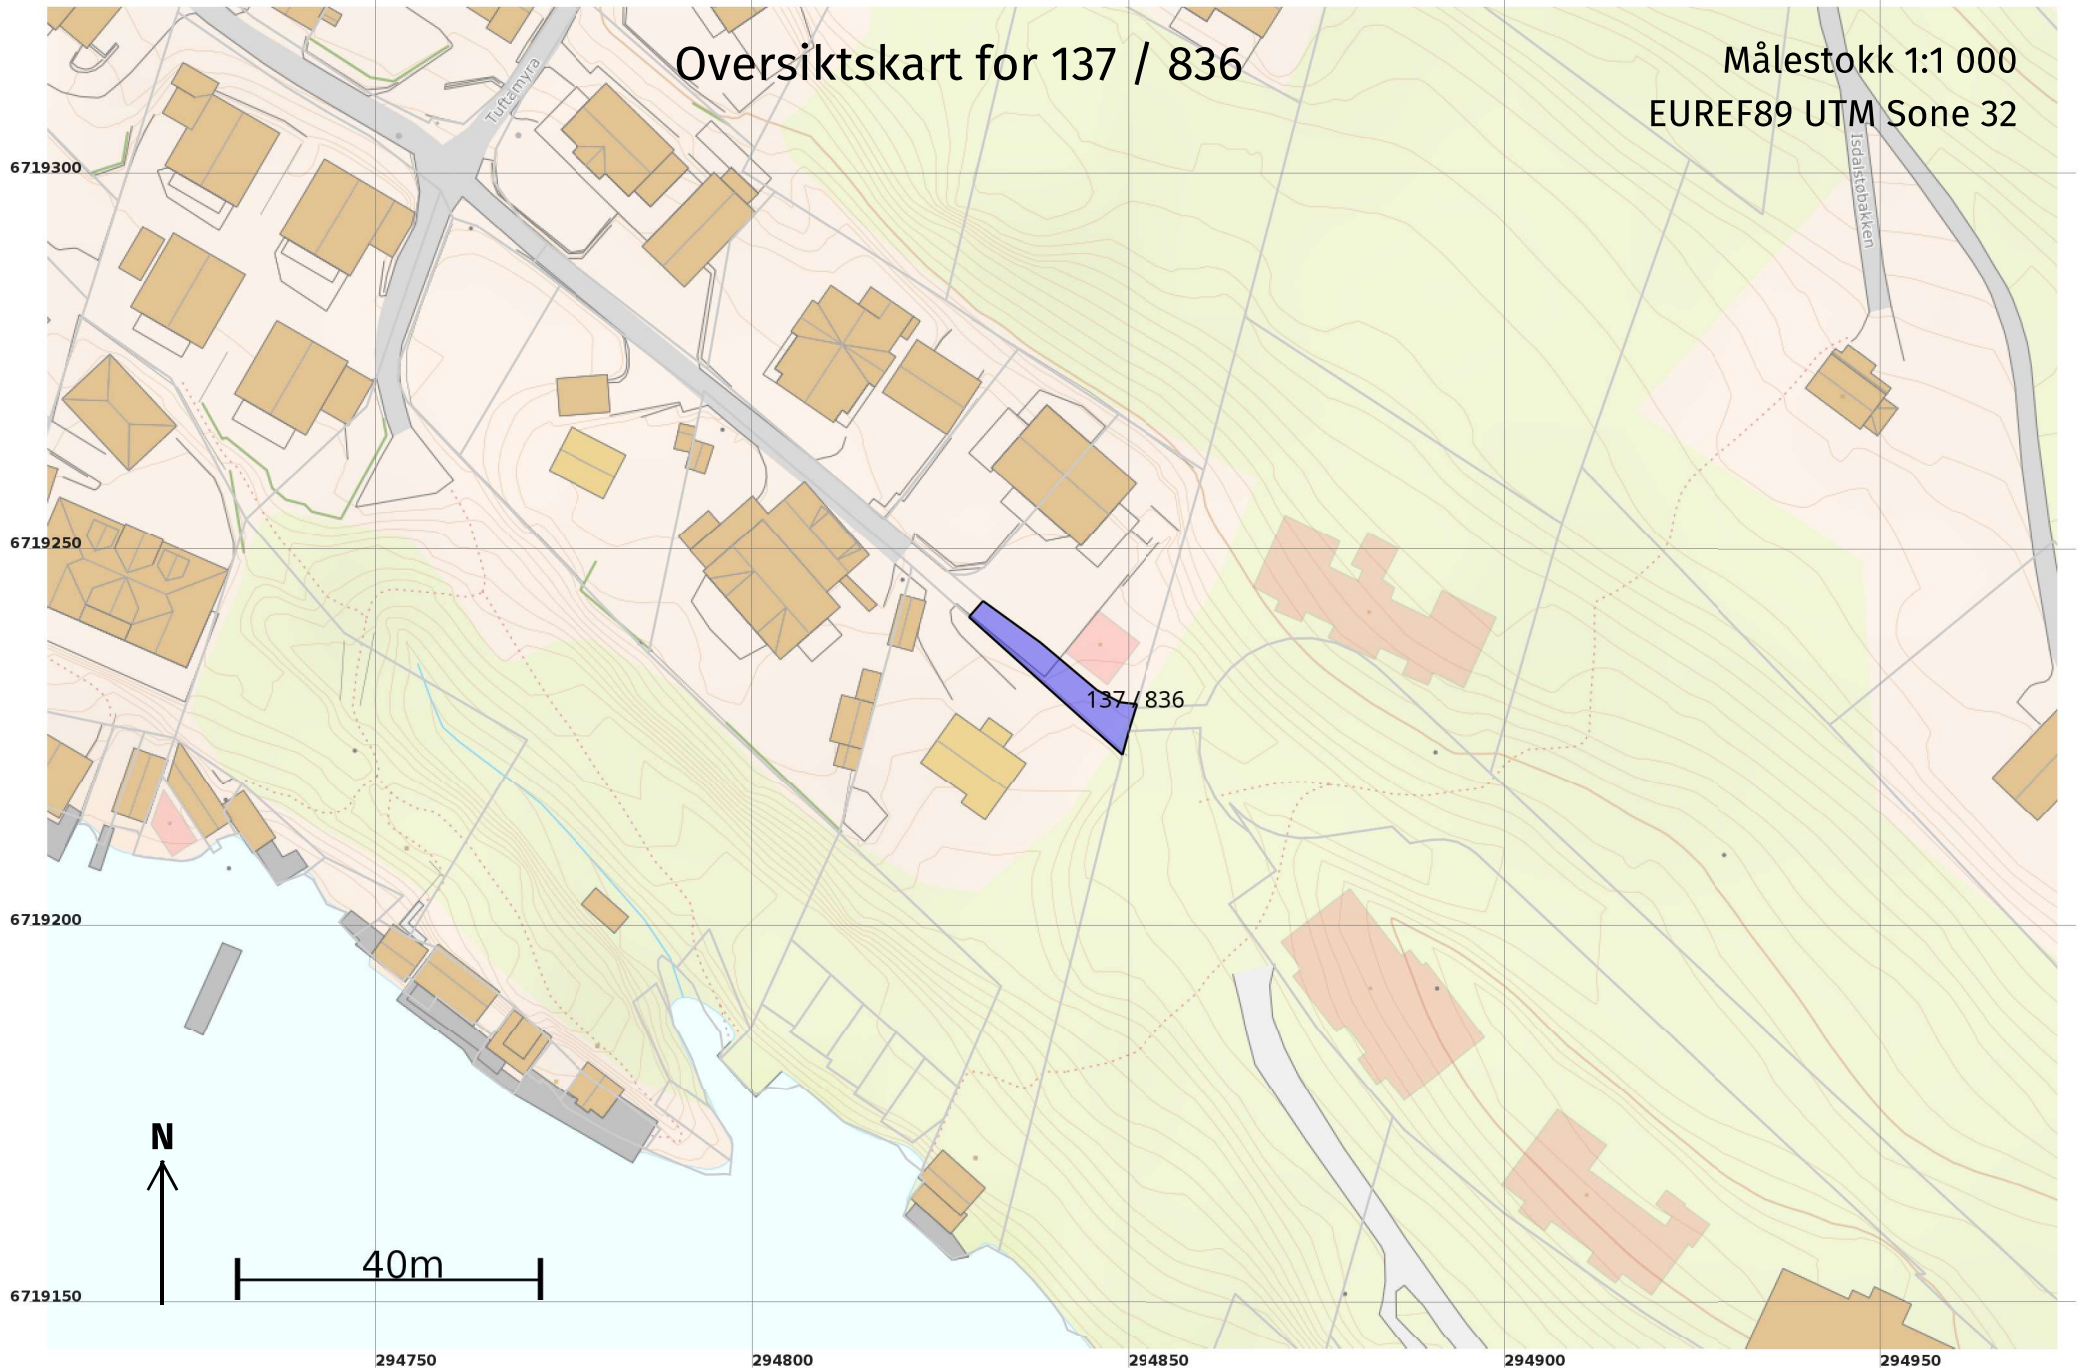 Oversiktskart for 137 / 836
Målestokk 1:1 000
EUREF89 UTM Sone 32
Tuftamyra
Isdalstøbakken
6719300
6719250
137 / 836
6719200
N
40m
6719150
294750
294800
294850
294900
294950